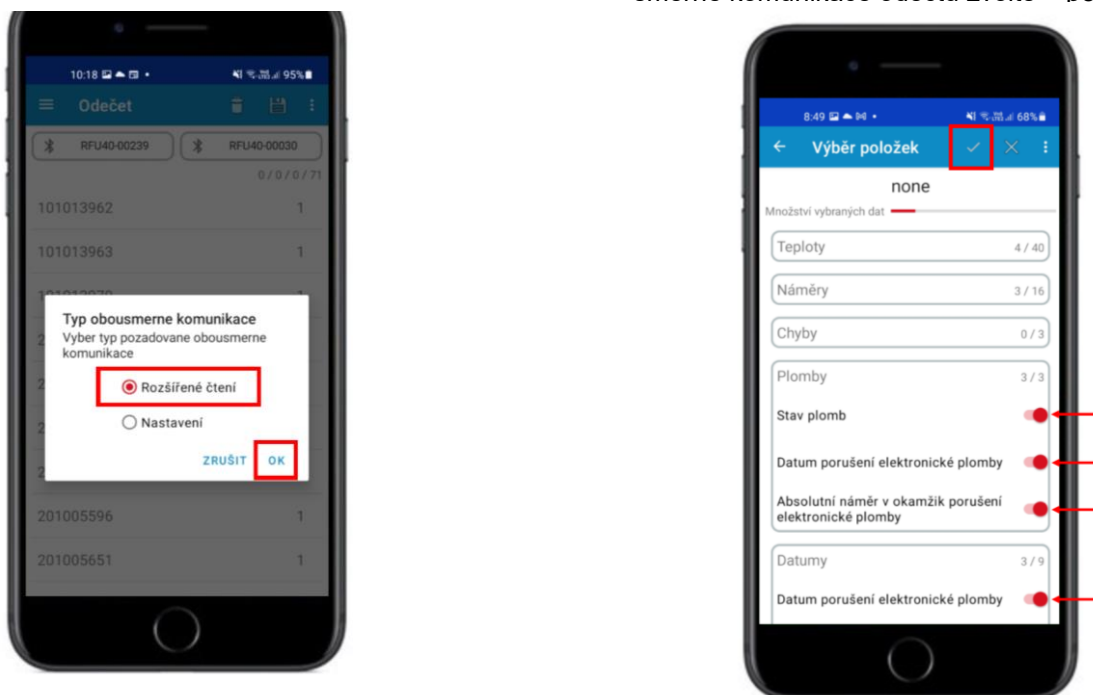 10:18 95%
Odečet
RFU40-00239 RFU40-00030
0/0/0/71
101013962 1
101013963 1
Typ obousmerne komunikace
Vyber typ pozadovane obousmerne
komunikace
Rozšířené čtení
Nastavení
ZRUŠIT OK
201005596 1
201005651 1
8:49 68%
Výběr položek
none
Množství vybraných dat
Teploty 4 / 40
Náměry 3 / 16
Chyby 0 / 3
Plomby 3 / 3
Stav plomb
Datum porušení elektronické plomby
Absolutní náměr v okamžik porušení
elektronické plomby
Datumy 3 / 9
Datum porušení elektronické plomby